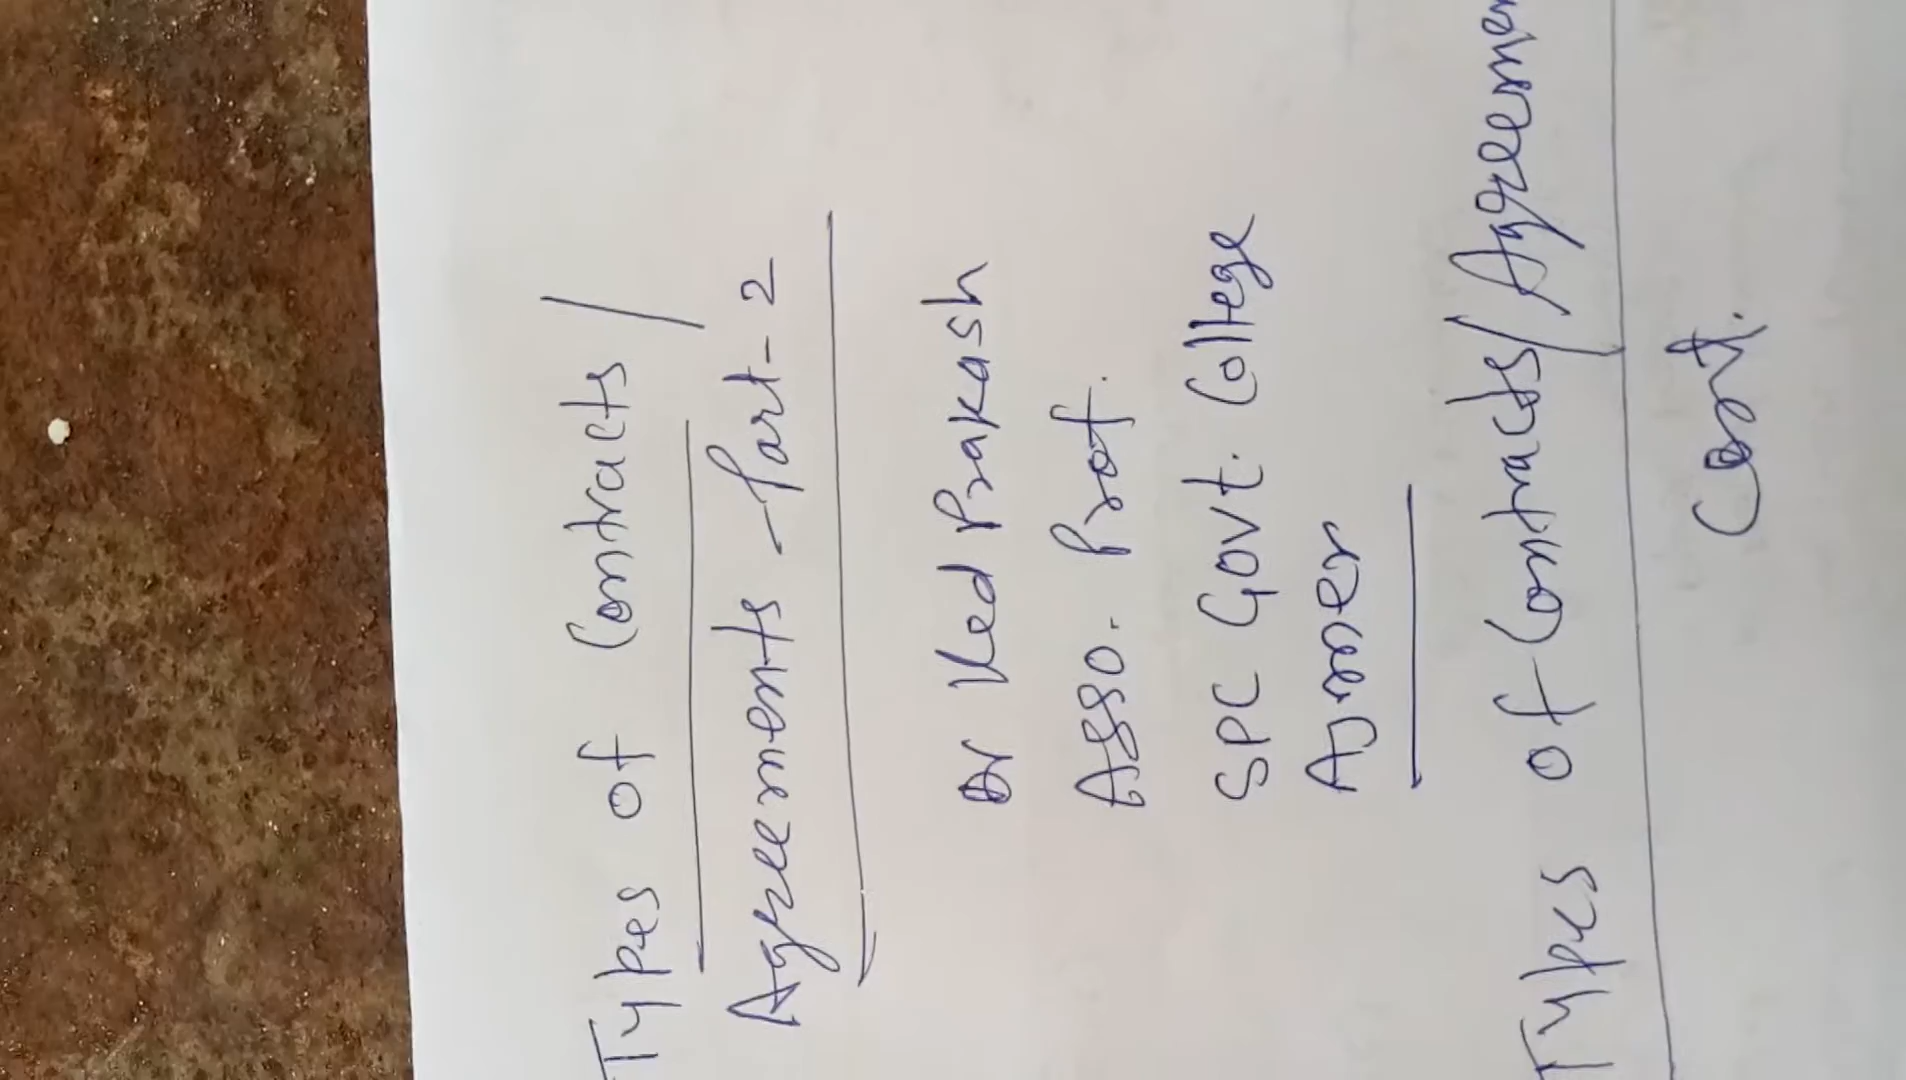 Types of Contracts/
Agreements - Part-2
Dr Ved Prakash
Asso. Prof.
SPC Govt. College
Ajmer
Types of Contracts/Agreemen
Cont.